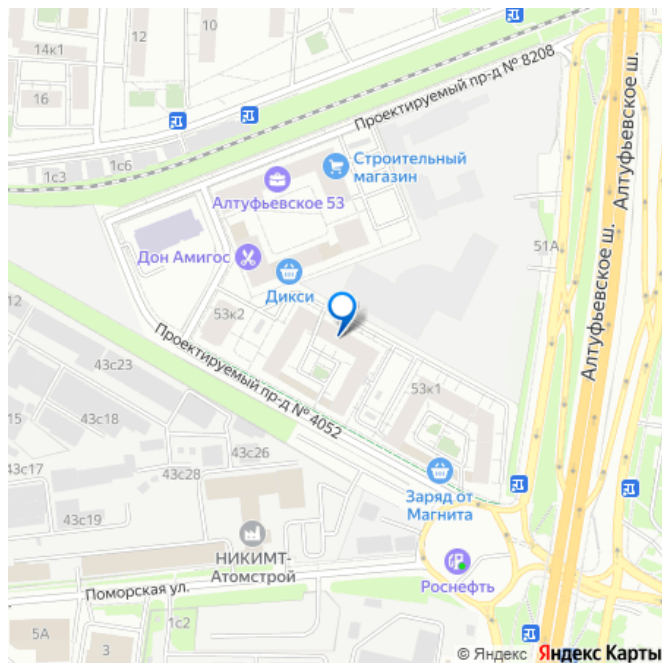 14к1
12
10
16
1с3
1с6
Проектируемый пр-д № 8208
Алтуфьевское ш.
Строительный
магазин
Алтуфьевское 53
Дон Амигос
Дикси
51А
Алтуфьевское ш.
53к2
12
Проектируемый пр-д № 4052
43с23
53к1
15
43с18
43с26
43с17
43с28
43с19
Заряд от
Магнита
НИКИМТ-
Атомстрой
Роснефть
Поморская ул.
1с2
5А
3
© Яндекс Яндекс Карты